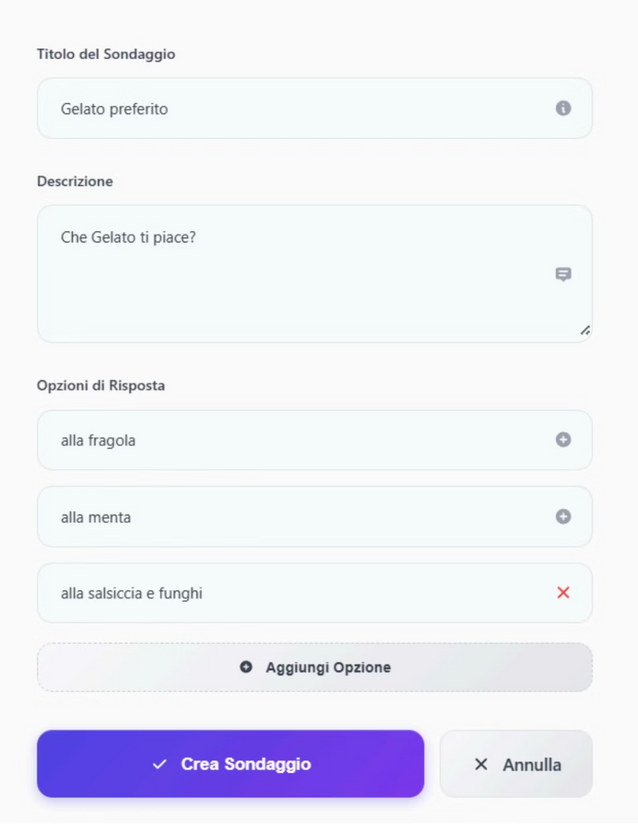 Titolo del Sondaggio
Gelato preferito
Descrizione
Che Gelato ti piace?
Opzioni di Risposta
alla fragola
alla menta
alla salsiccia e funghi
Aggiungi Opzione
Crea Sondaggio
Annulla